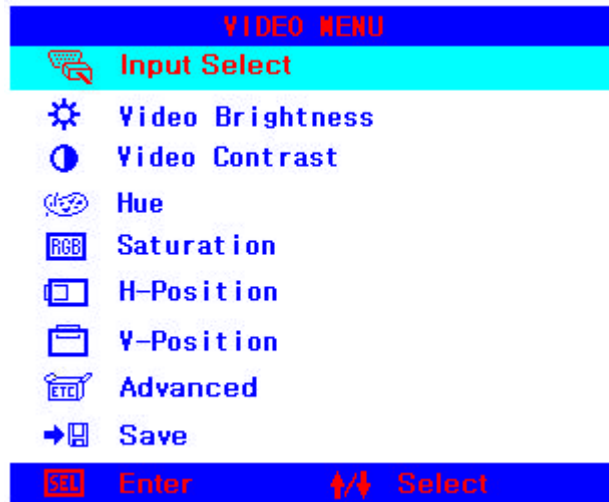 VIDEO MENU
Input Select
Video Brightness
Video Contrast
Hue
RGB Saturation
H-Position
V-Position
ETC Advanced
Save
SEL Enter / Select